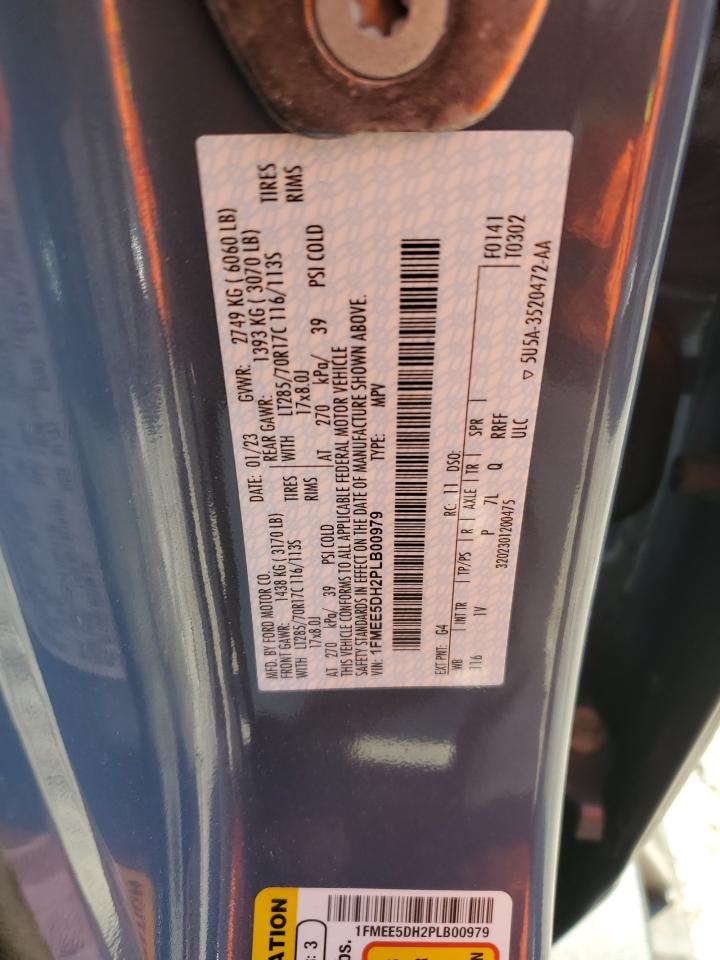 MFD. BY FORD MOTOR CO.
DATE: 01/23
GVWR: 2749 KG ( 6060 LB)
FRONT GAWR: 1438 KG ( 3170 LB)
REAR GAWR: 1393 KG ( 3070 LB)
WITH LT285/70R17C 116/113S TIRES
WITH LT285/70R17C 116/113S TIRES
17x8.0J RIMS
17x8.0J RIMS
AT 270 kPa/ 39 PSI COLD
AT 270 kPa/ 39 PSI COLD
THIS VEHICLE CONFORMS TO ALL APPLICABLE FEDERAL MOTOR VEHICLE
SAFETY STANDARDS IN EFFECT ON THE DATE OF MANUFACTURE SHOWN ABOVE.
VIN: 1FMEE5DH2PLB00979
TYPE: MPV
EXT PNT: G4 RC: 11 DSO: F0141
WB INT TR TP/PS R AXLE TR SPR T0302
116 IV P 7L Q RRFF
3202301200475 ULC ▽ 5U5A-3520472-AA
ATION
: 3
OS.
1FMEE5DH2PLB00979